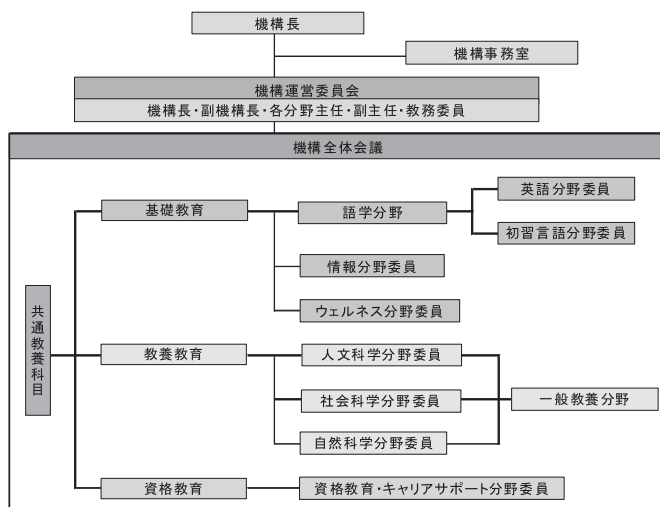 機構長
機構事務室
機構運営委員会
機構長・副機構長・各分野主任・副主任・教務委員
機構全体会議
共通教養科目
基礎教育
語学分野
英語分野委員
初習言語分野委員
情報分野委員
ウェルネス分野委員
教養教育
人文科学分野委員
社会科学分野委員
自然科学分野委員
一般教養分野
資格教育
資格教育・キャリアサポート分野委員